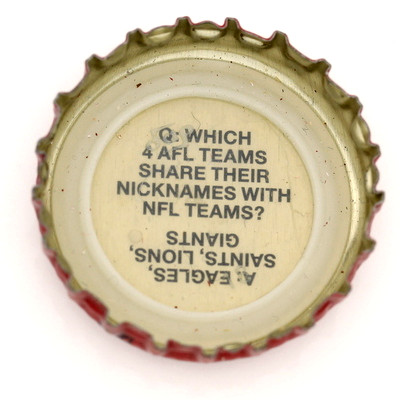 Q: WHICH
4 AFL TEAMS
SHARE THEIR
NICKNAMES WITH
NFL TEAMS?
A: EAGLES,
SAINTS, LIONS,
GIANTS